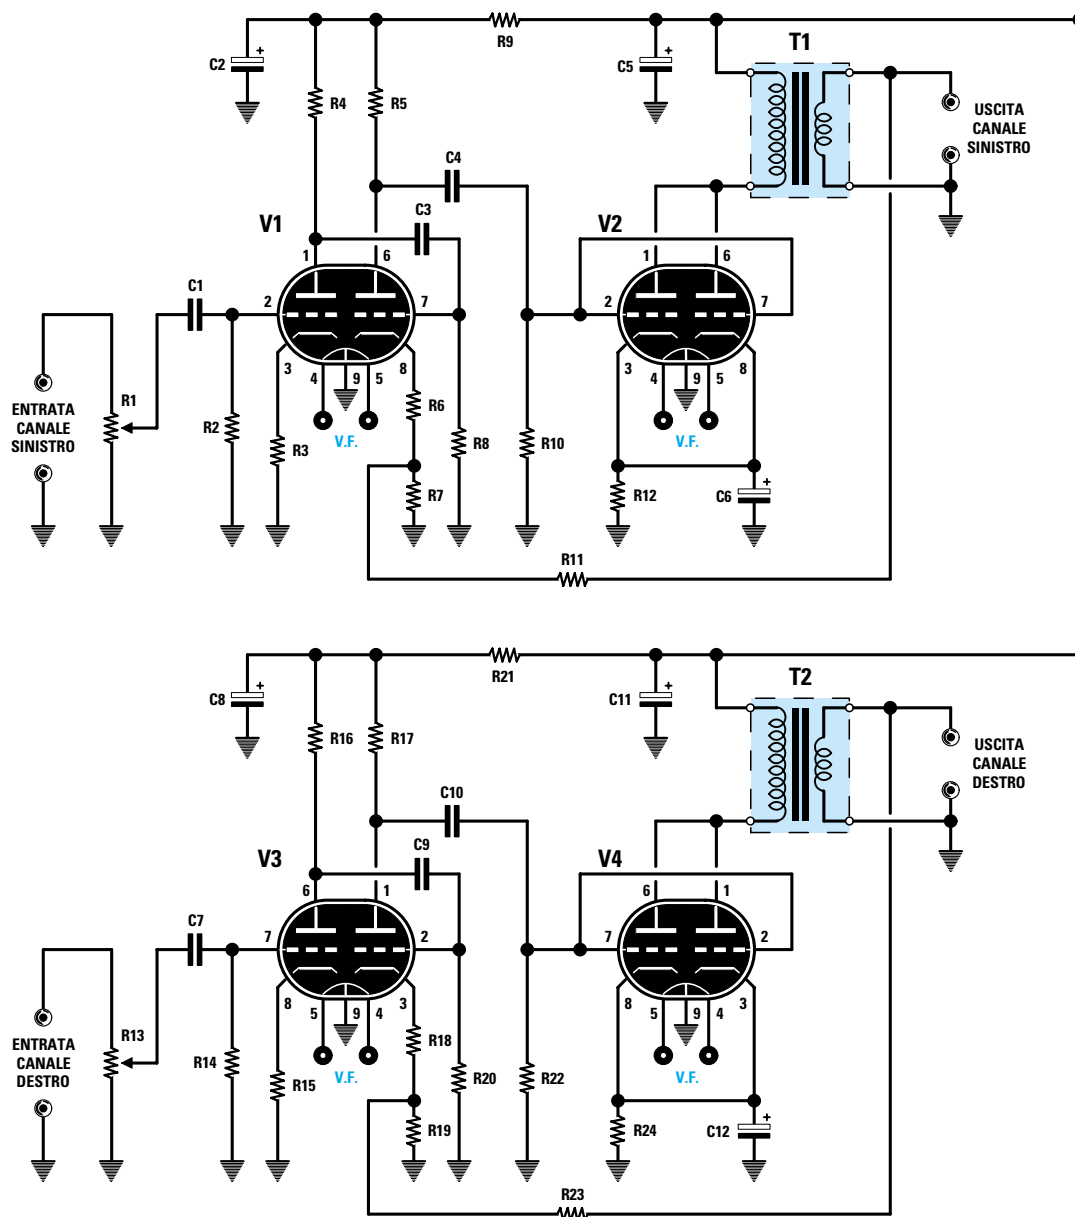 R9
T1
C2
+
C5
+
R4
R5
USCITA
CANALE
SINISTRO
C4
C3
V1
V2
1
6
1
6
C1
2
7
2
7
3
4
9
5
8
3
4
9
5
8
ENTRATA
CANALE
SINISTRO
R1
R2
R3
V.F.
R6
R8
R10
V.F.
R7
R12
C6
+
R11
R21
T2
C8
+
C11
+
R16
R17
USCITA
CANALE
DESTRO
C10
C9
V3
V4
6
1
6
1
C7
7
2
7
2
8
5
9
4
3
8
5
9
4
3
ENTRATA
CANALE
DESTRO
R13
R14
R15
V.F.
R18
R20
R22
V.F.
R19
R24
C12
+
R23